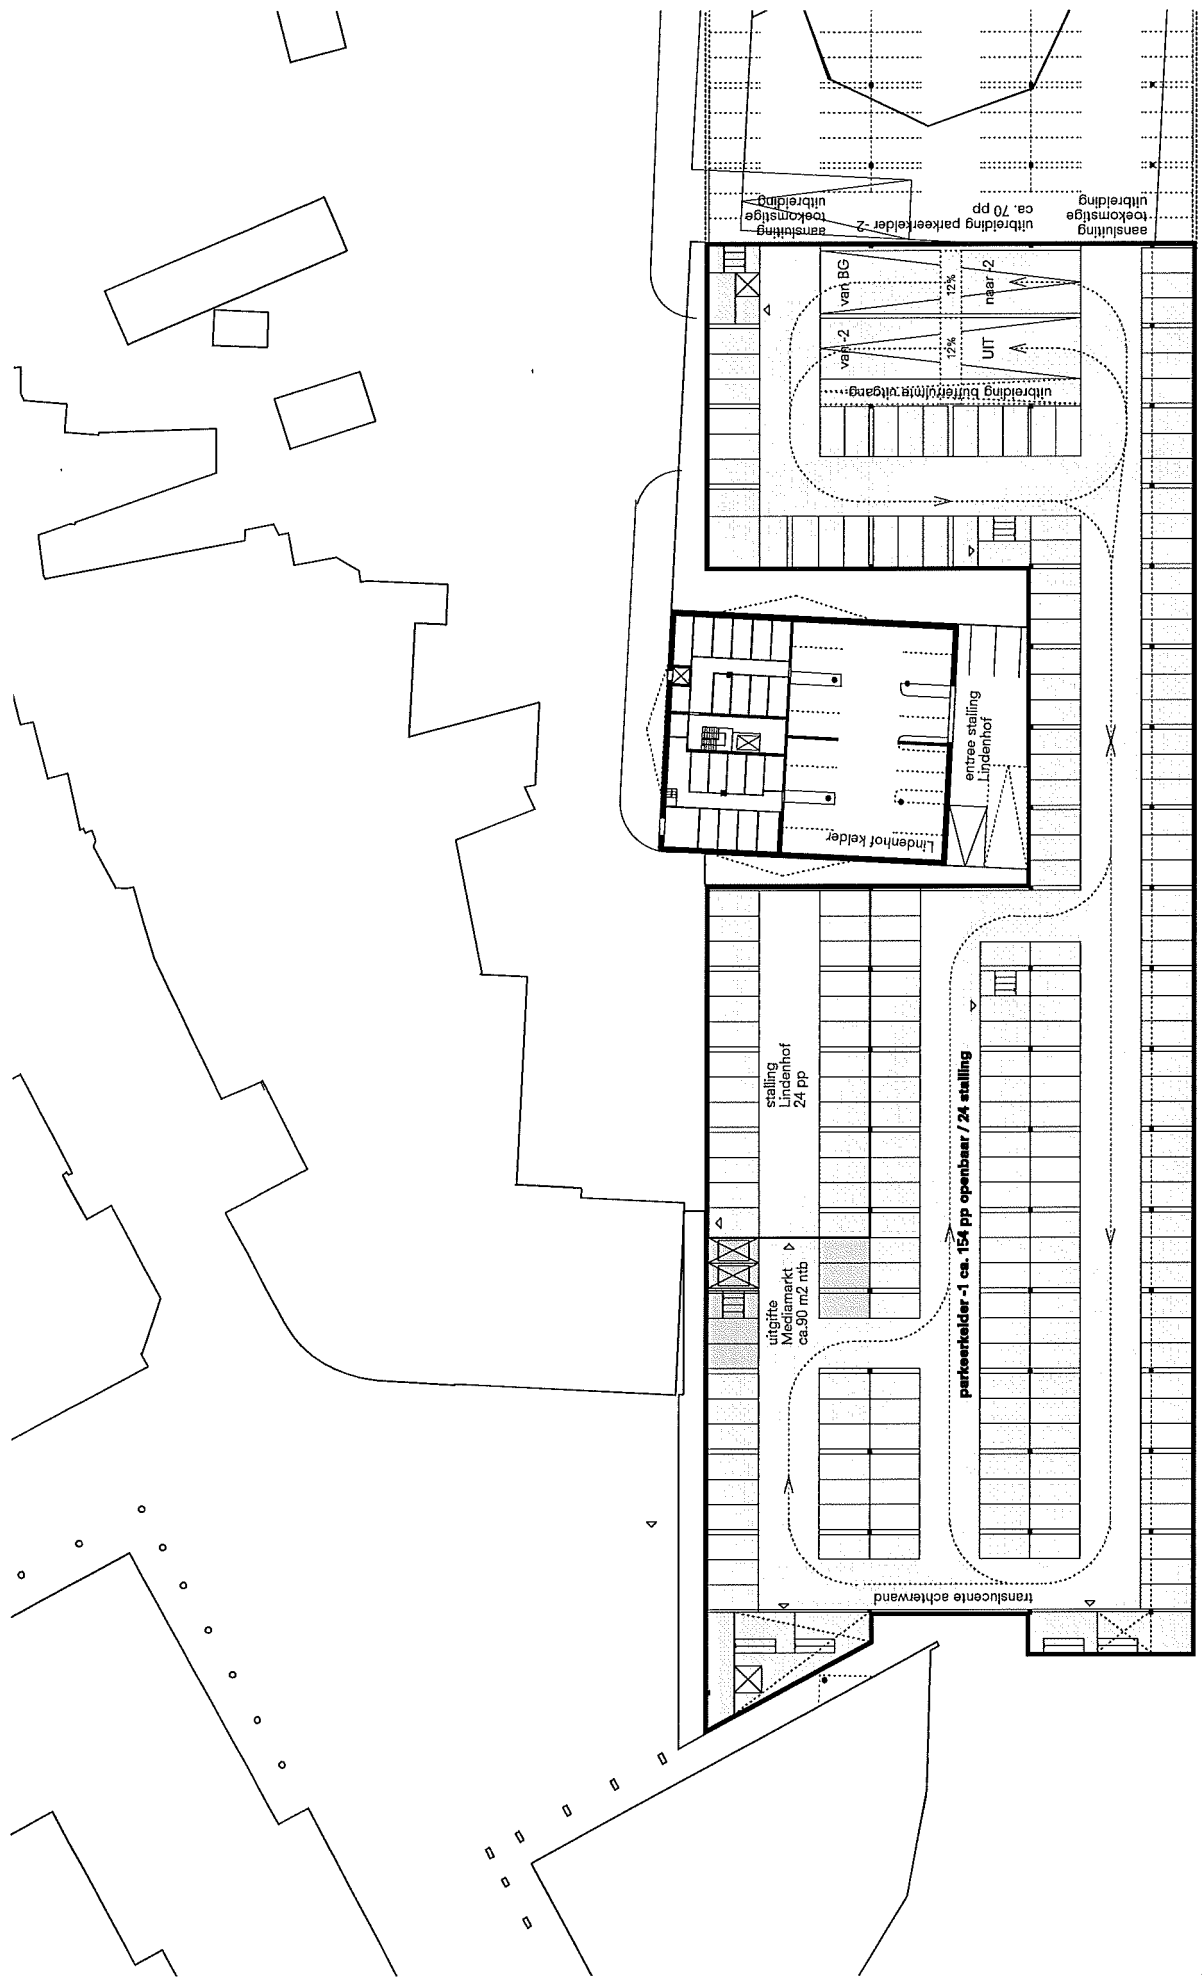 aansluiting
toekomstige
uitbreiding
uitbreiding parkeerkelder -2
ca. 70 pp
aansluiting
toekomstige
uitbreiding
van BG
12%
naar -2
van -2
12%
UIT
uitbreiding bufferruimte uitgang
entree stalling
Lindenhof
Lindenhof kelder
stalling
Lindenhof
24 pp
uitgifte
Mediamarkt
ca.90 m2 ntb
parkeerkelder -1 ca. 154 pp openbaar / 24 stalling
translucente achterwand